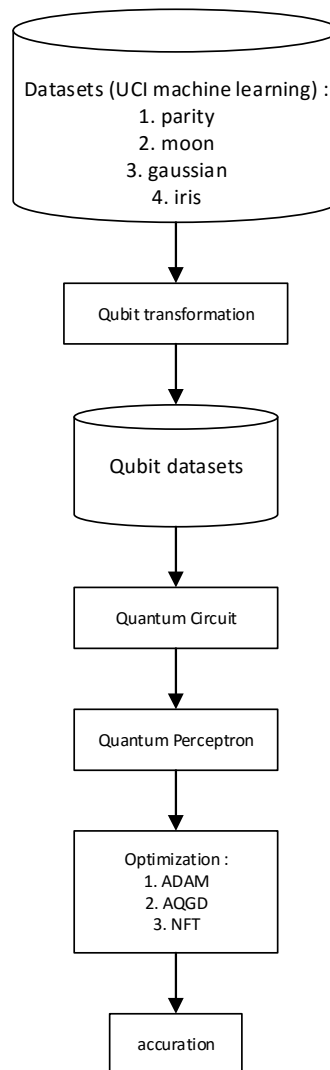 Datasets (UCI machine learning) :
1. parity
2. moon
3. gaussian
4. iris
Qubit transformation
Qubit datasets
Quantum Circuit
Quantum Perceptron
Optimization :
1. ADAM
2. AQGD
3. NFT
accuration